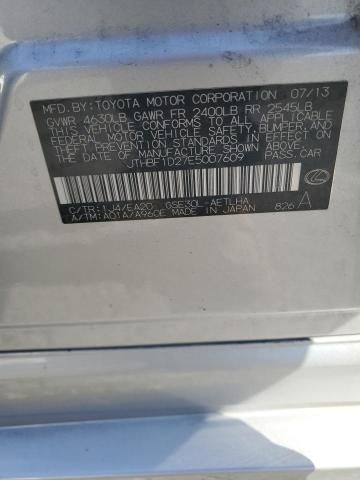 MFD. BY: TOYOTA MOTOR CORPORATION 07/13
GVWR 4630LB GAWR FR 2400LB RR 2545LB
THIS VEHICLE CONFORMS TO ALL APPLICABLE
FEDERAL MOTOR VEHICLE SAFETY, BUMPER, AND
THEFT PREVENTION STANDARDS IN EFFECT ON THE
DATE OF MANUFACTURE SHOWN ABOVE.
JTHBF1D27E5007609 PASS. CAR
C/TR: 1J4/EA20 GSE30L-AETLHA
A/TM: A01A/A960E MADE IN JAPAN 826 A